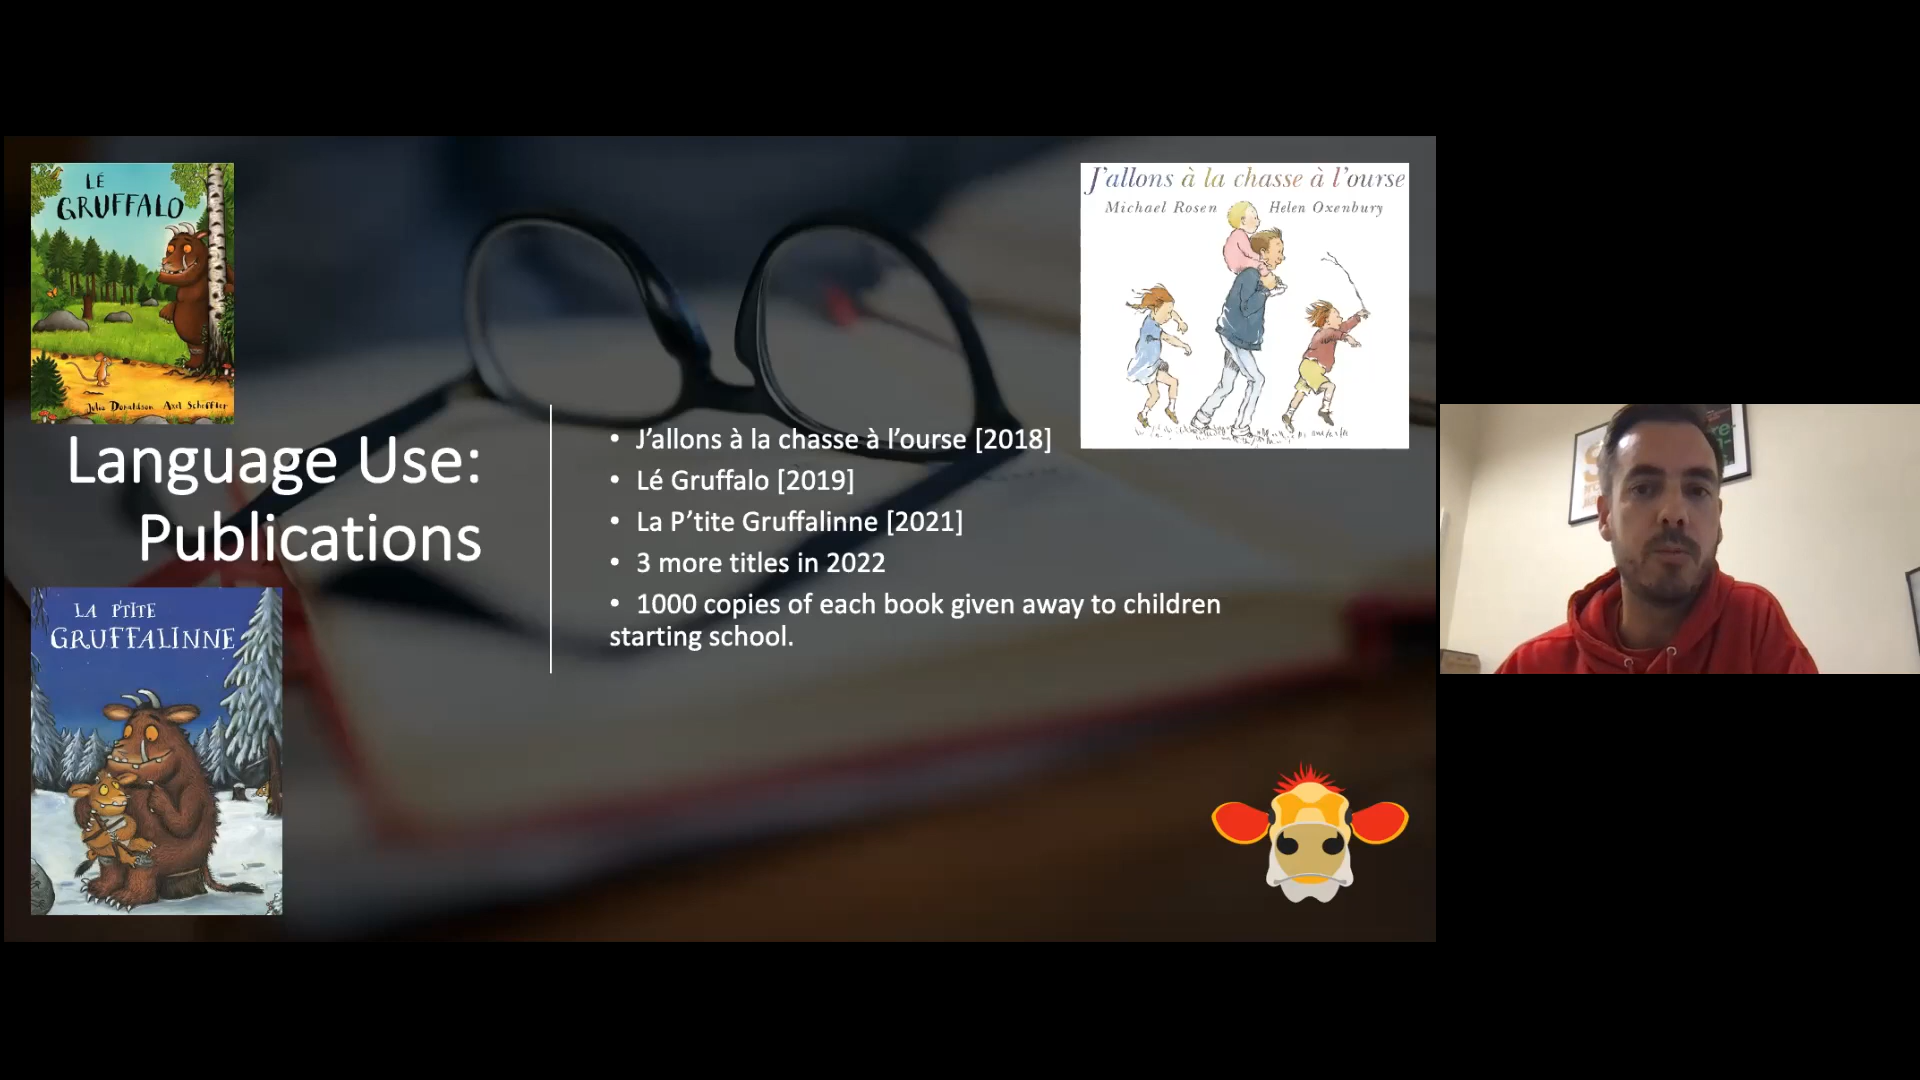 LÉ
GRUFFALO
Julia Donaldson Axel Scheffler
Language Use:
Publications
LA P'TITE
GRUFFALINNE
J'allons à la chasse à l'ourse
Michael Rosen Helen Oxenbury
• J’allons à la chasse à l’ourse [2018]
• Lé Gruffalo [2019]
• La P’tite Gruffalinne [2021]
• 3 more titles in 2022
• 1000 copies of each book given away to children
starting school.